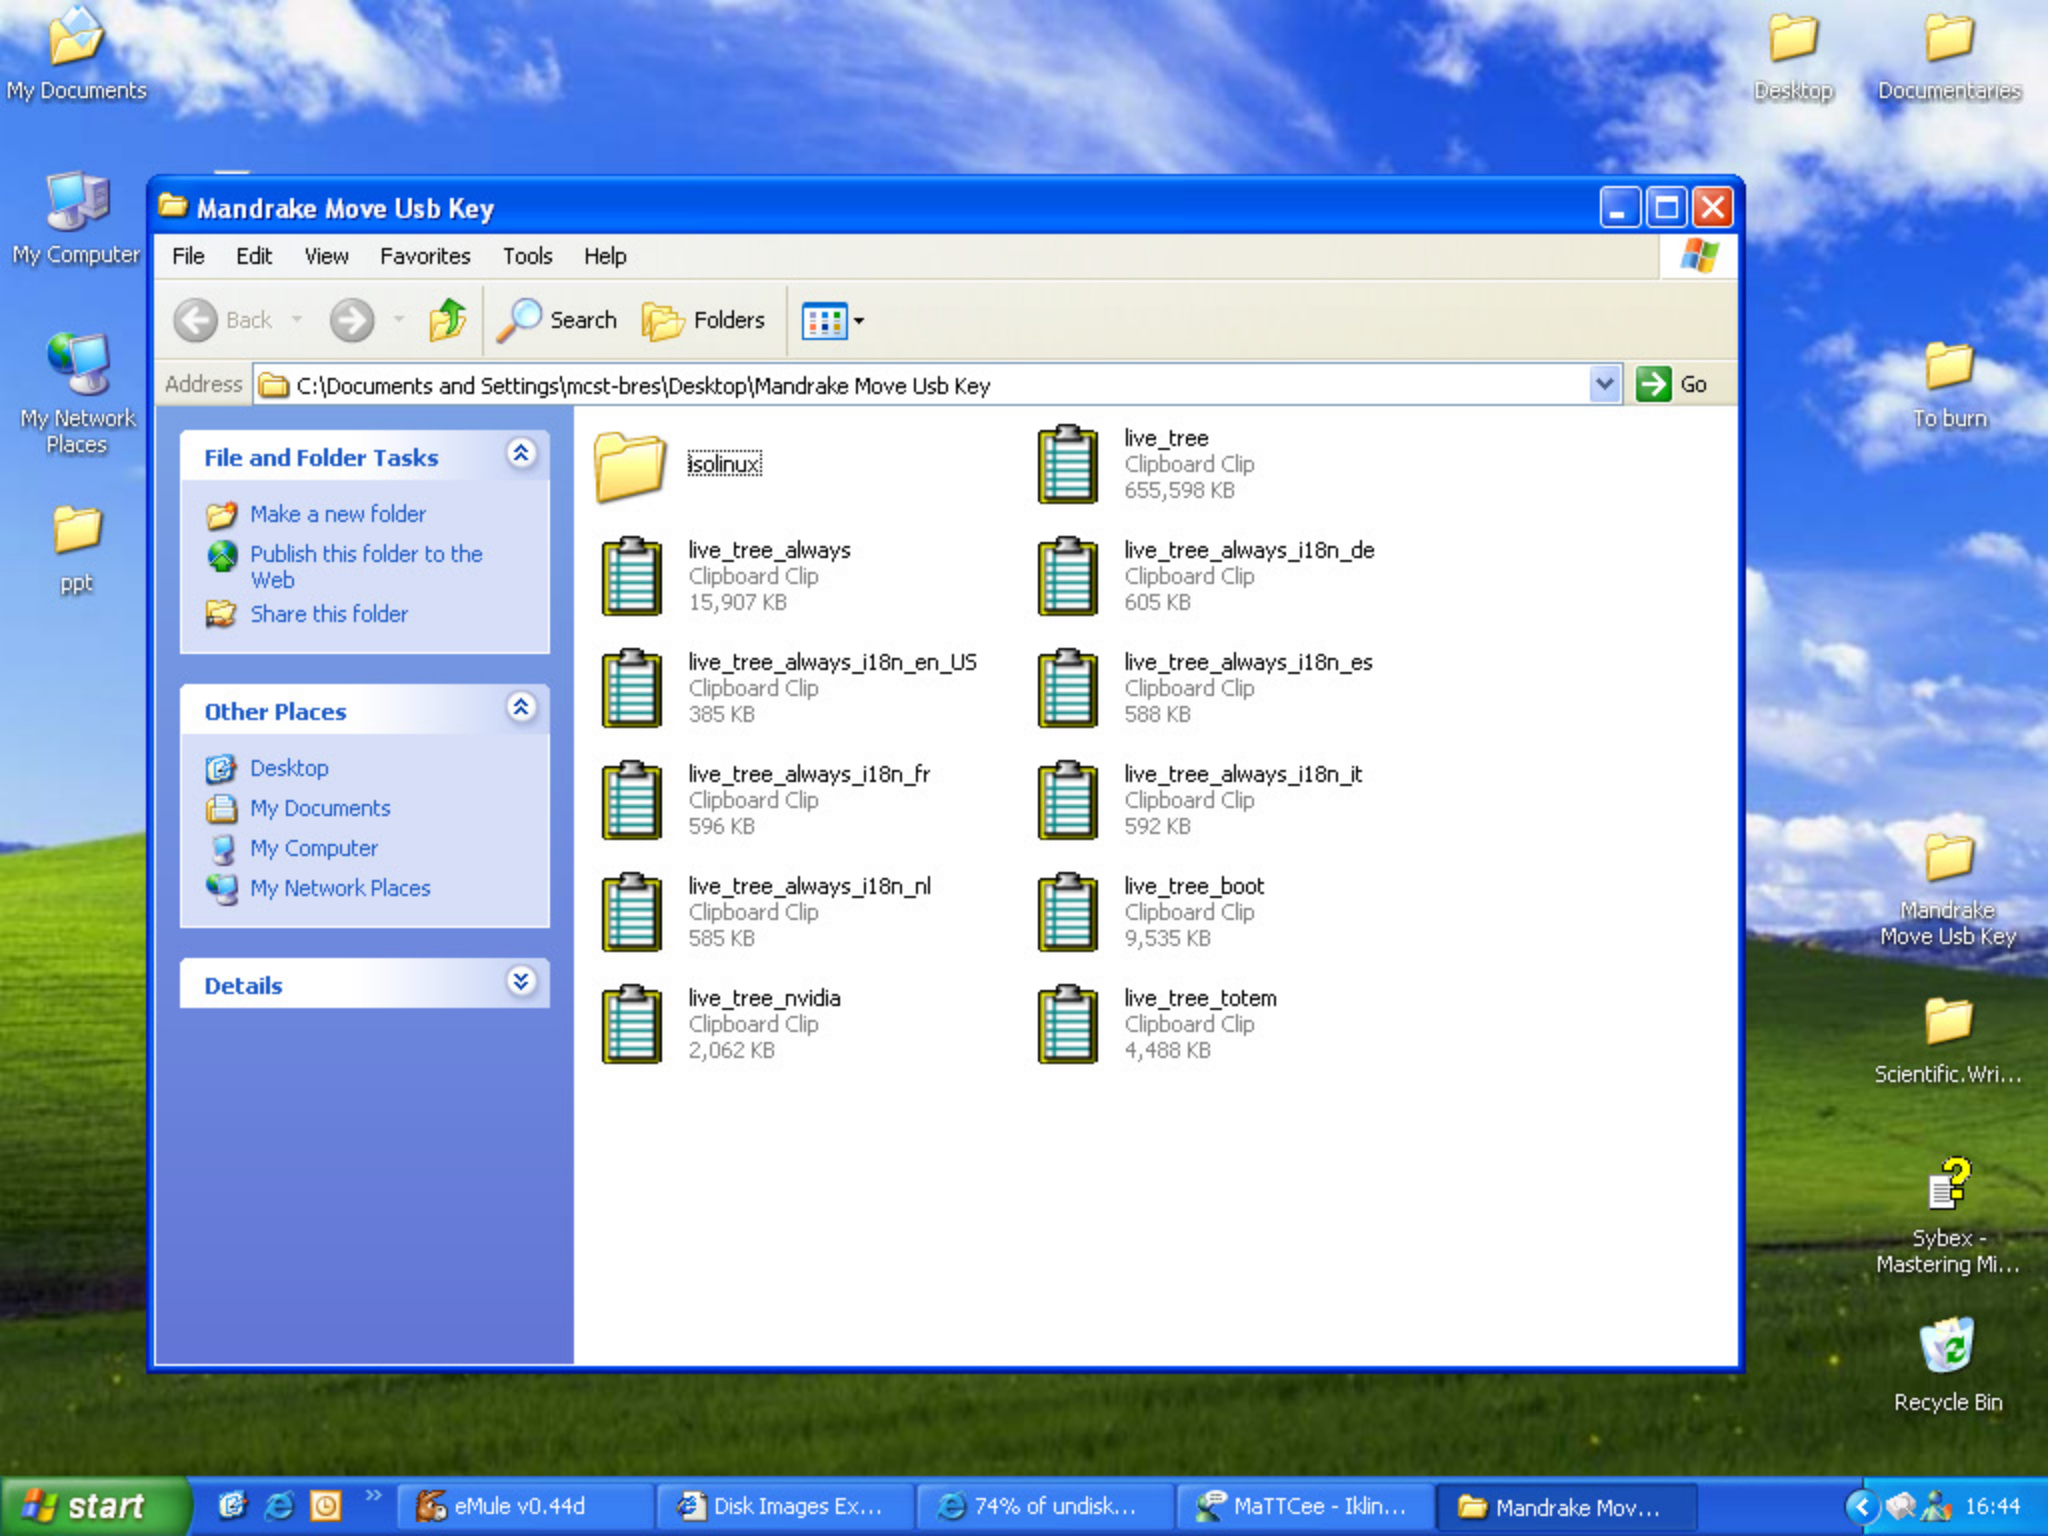 My Documents
Desktop
Documentaries
My Computer
My Network
Places
ppt
Mandrake Move Usb Key
File Edit View Favorites Tools Help
Back Search Folders
Address C:\Documents and Settings\mcst-bres\Desktop\Mandrake Move Usb Key Go
File and Folder Tasks
Make a new folder
Publish this folder to the
Web
Share this folder
Other Places
Desktop
My Documents
My Computer
My Network Places
Details
isolinux
live_tree
Clipboard Clip
655,598 KB
live_tree_always
Clipboard Clip
15,907 KB
live_tree_always_i18n_de
Clipboard Clip
605 KB
live_tree_always_i18n_en_US
Clipboard Clip
385 KB
live_tree_always_i18n_es
Clipboard Clip
588 KB
live_tree_always_i18n_fr
Clipboard Clip
596 KB
live_tree_always_i18n_it
Clipboard Clip
592 KB
live_tree_always_i18n_nl
Clipboard Clip
585 KB
live_tree_boot
Clipboard Clip
9,535 KB
live_tree_nvidia
Clipboard Clip
2,062 KB
live_tree_totem
Clipboard Clip
4,488 KB
To burn
Mandrake
Move Usb Key
Scientific.Wri...
Sybex -
Mastering Mi...
Recycle Bin
start eMule v0.44d Disk Images Ex... 74% of undisk... MaTTCee - Iklin... Mandrake Mov... 16:44